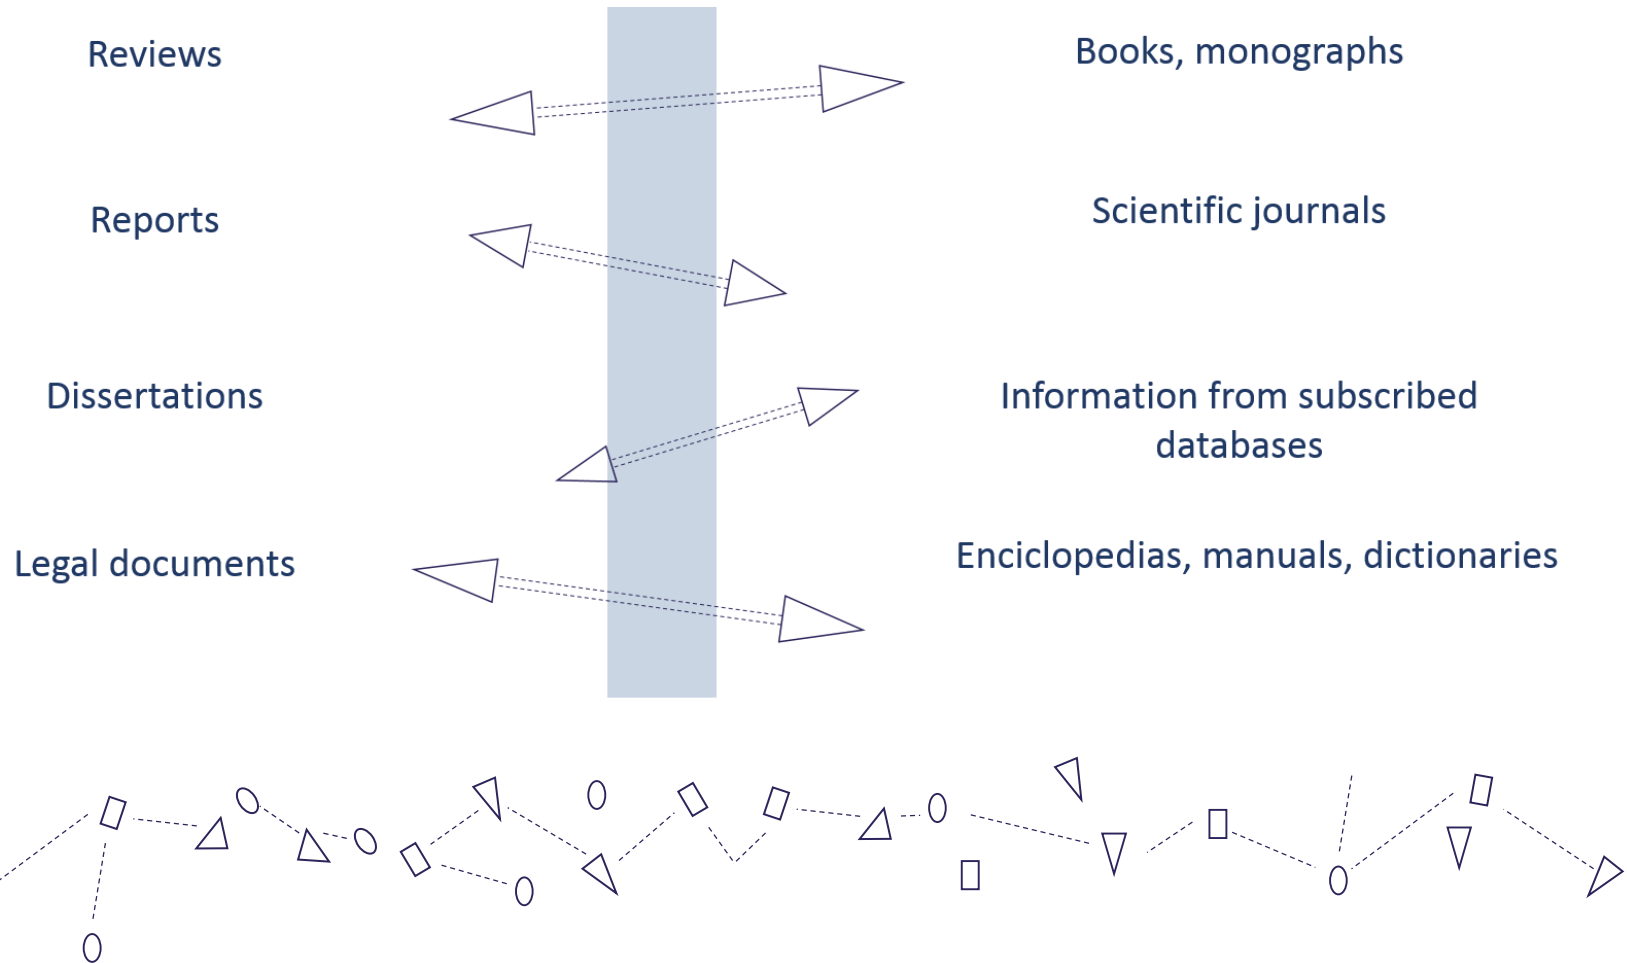 Reviews
Books, monographs
Reports
Scientific journals
Dissertations
Information from subscribed
databases
Legal documents
Enciclopedias, manuals, dictionaries